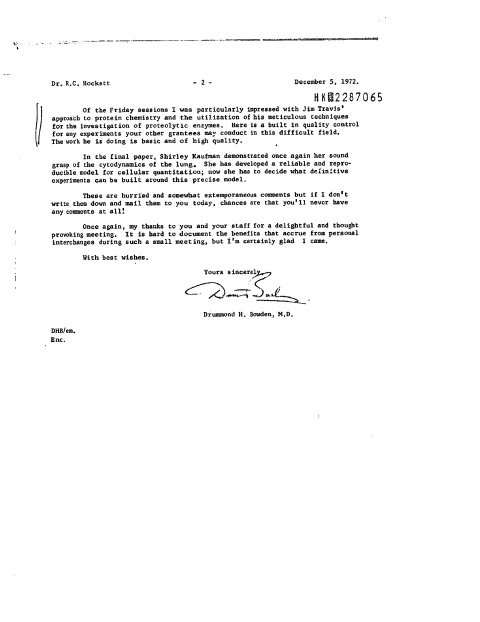 Dr. R.C. Hockett - 2 - December 5, 1972.
HK02287065
Of the Friday sessions I was particularly impressed with Jim Travis'
approach to protein chemistry and the utilization of his meticulous techniques
for the investigation of proteolytic enzymes. Here is a built in quality control
for any experiments your other grantees may conduct in this difficult field.
The work he is doing is basic and of high quality.
In the final paper, Shirley Kaufman demonstrated once again her sound
grasp of the cytodynamics of the lung. She has developed a reliable and repro-
ducible model for cellular quantitation; now she has to decide what definitive
experiments can be built around this precise model.
These are hurried and somewhat extemporaneous comments but if I don't
write them down and mail them to you today, chances are that you'll never have
any comments at all!
Once again, my thanks to you and your staff for a delightful and thought
provoking meeting. It is hard to document the benefits that accrue from personal
interchanges during such a small meeting, but I'm certainly glad I came.
With best wishes.
Yours sincerely,
Drummond H. Bowden, M.D.
DHB/em.
Enc.